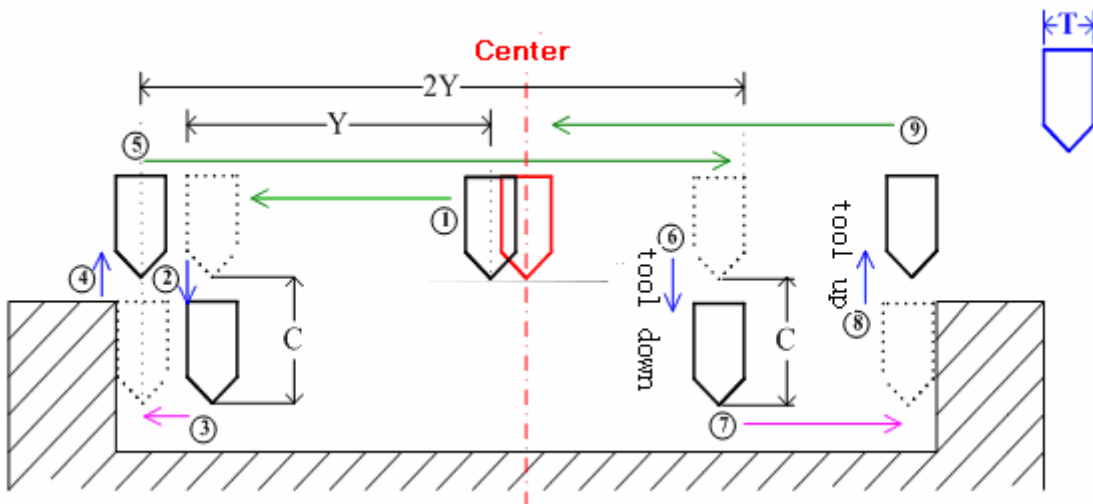 T
Center
2Y
Y
⑤
⑨
①
④
②
⑥
tool down
tool up
⑧
C
C
③
⑦